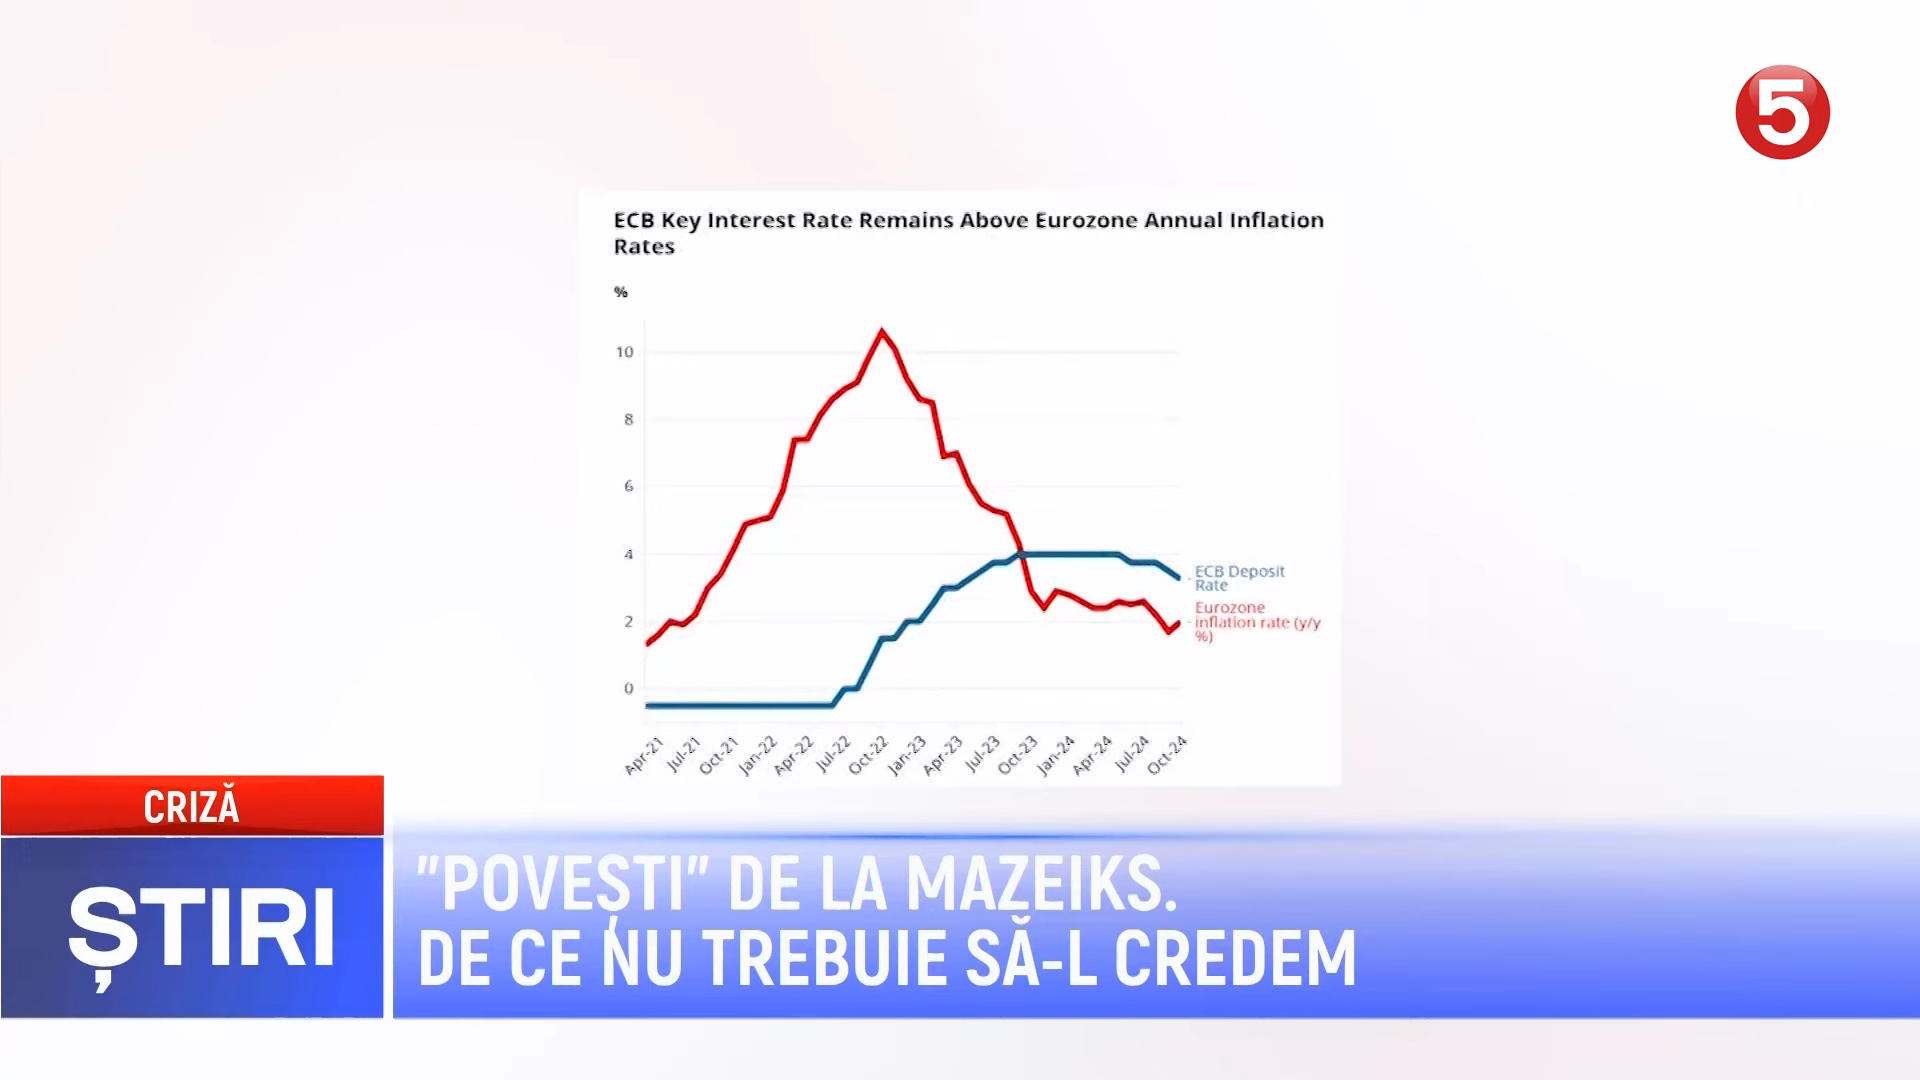 5
ECB Key Interest Rate Remains Above Eurozone Annual Inflation
Rates
%
10
8
6
4
2
0
ECB Deposit
Rate
Eurozone
inflation rate (y/y
%)
Apr-21
Jul-21
Oct-21
Jan-22
Apr-22
Jul-22
Oct-22
Jan-23
Apr-23
Jul-23
Oct-23
Jan-24
Apr-24
Jul-24
Oct-24
CRIZĂ
ȘTIRI
"POVEȘTI" DE LA MAZEIKS.
DE CE NU TREBUIE SĂ-L CREDEM